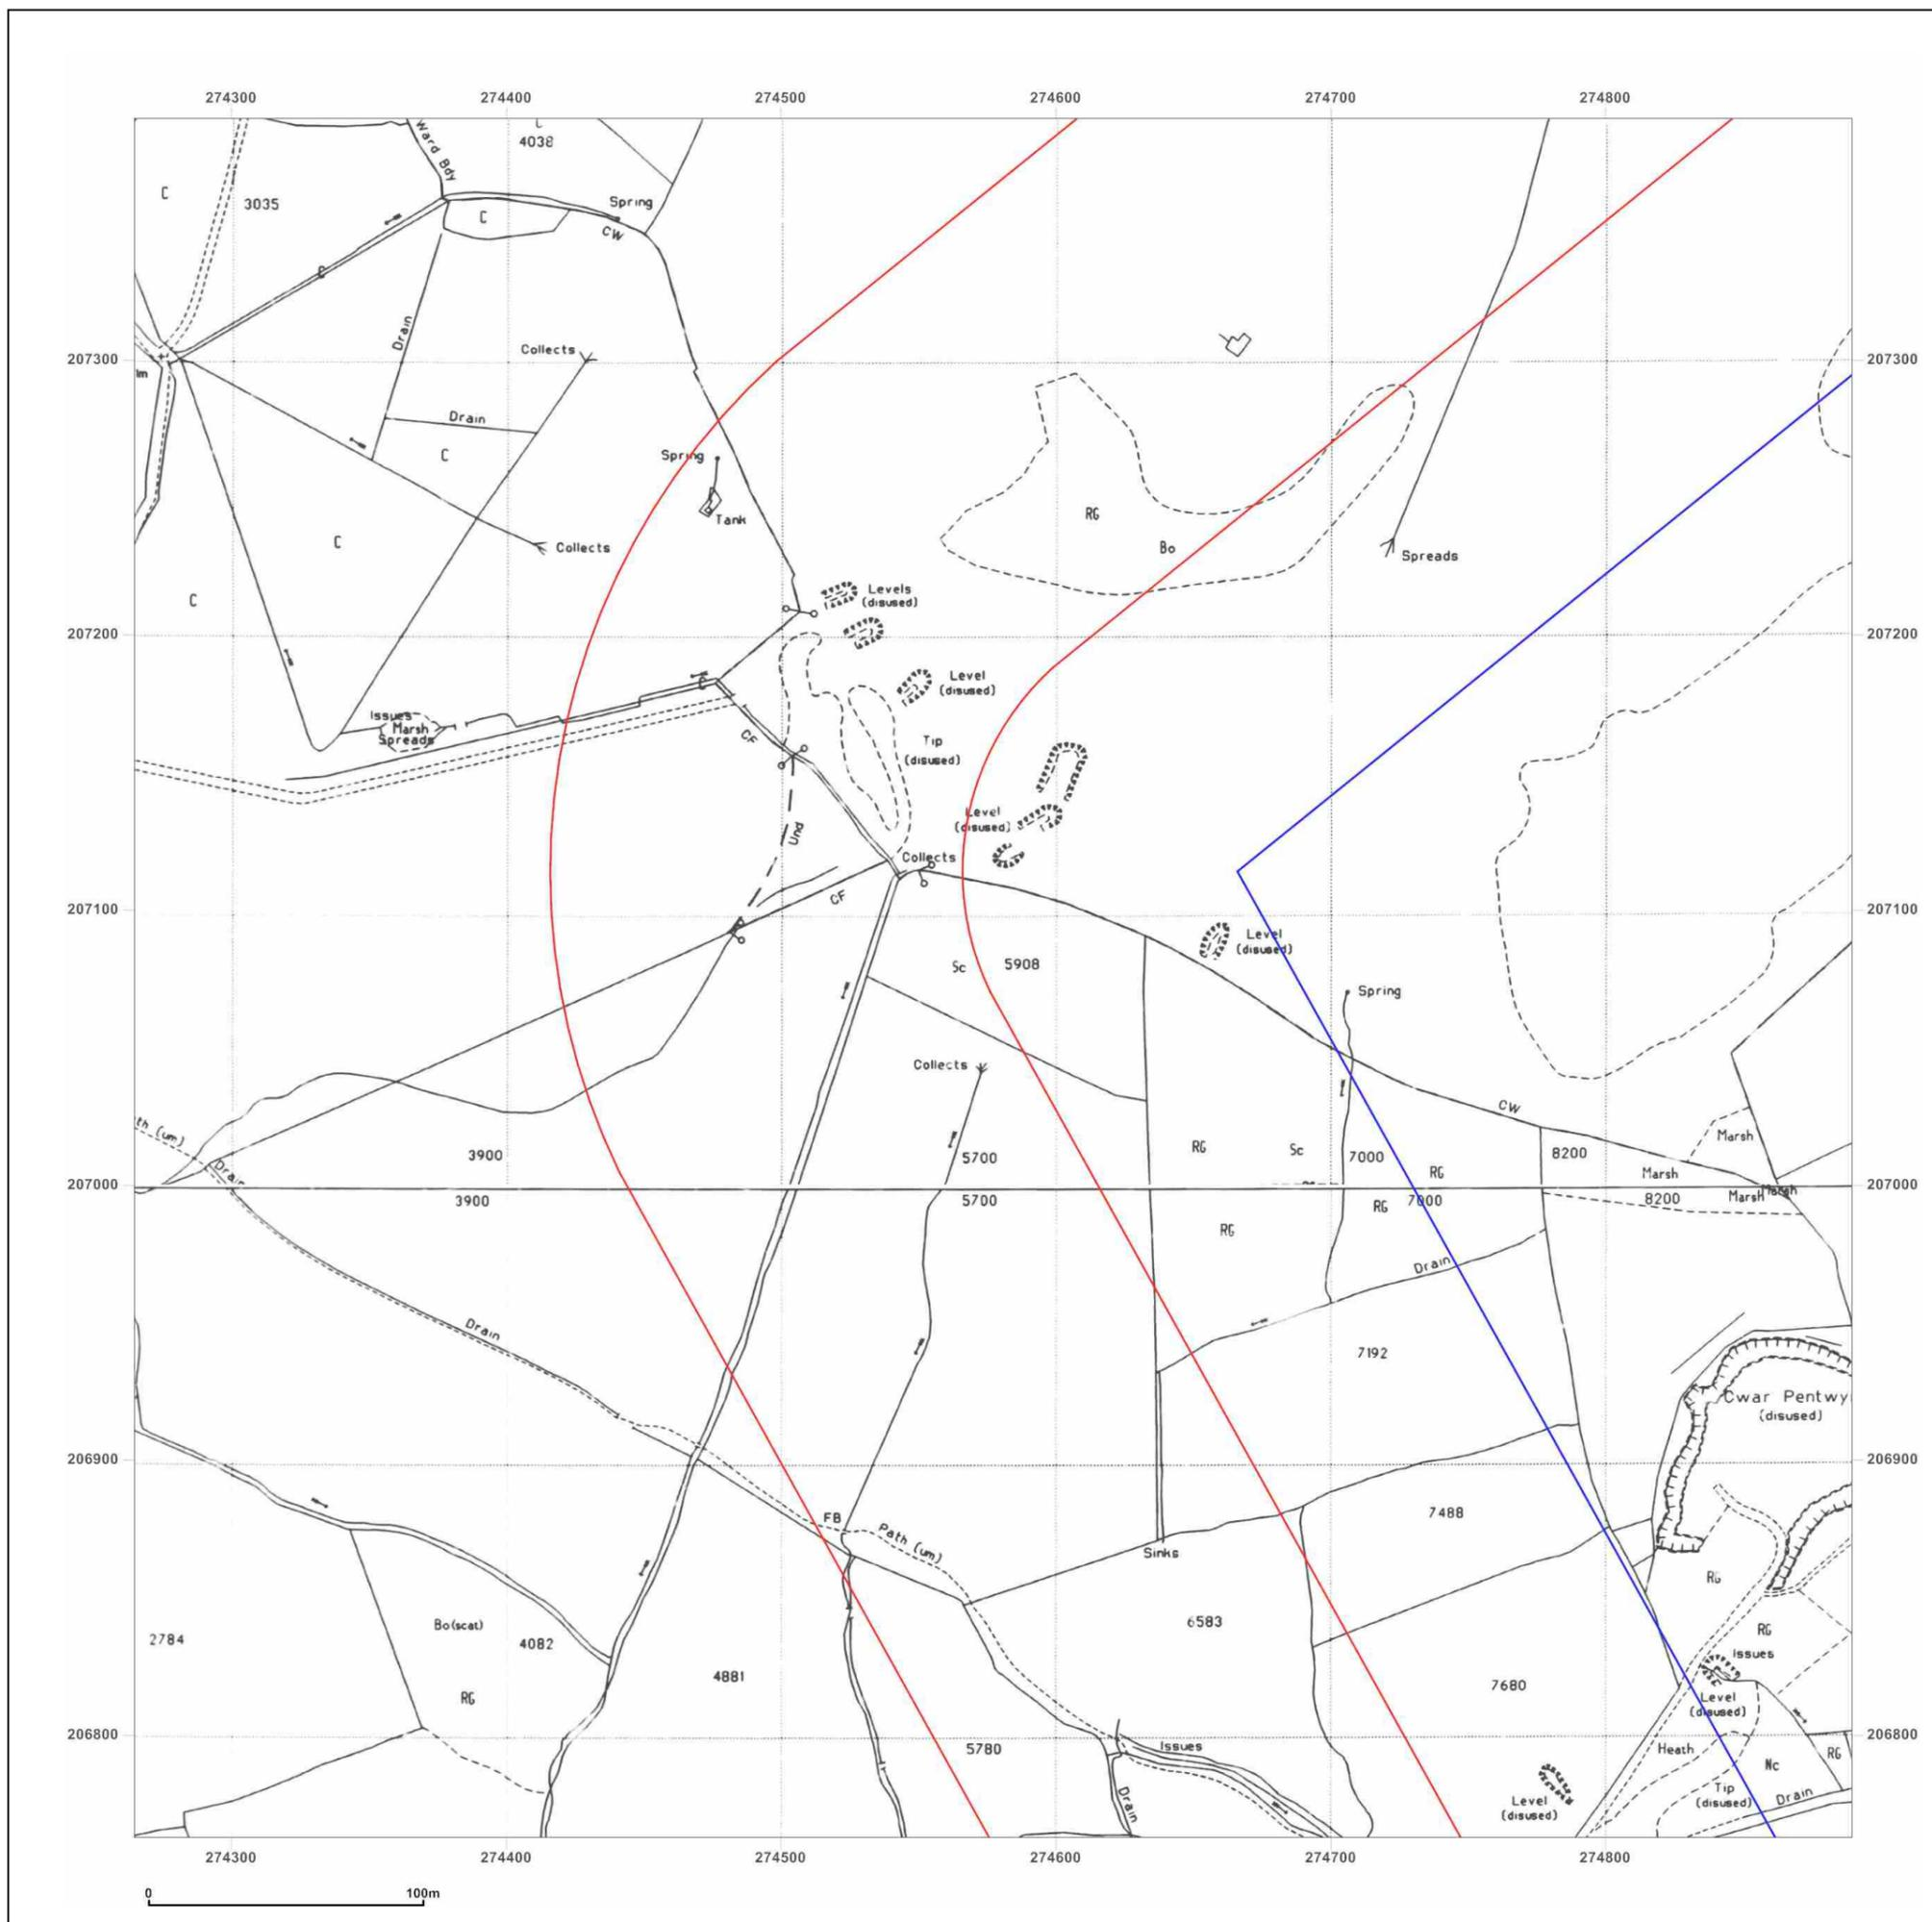 274300 274400 274500 274600 274700 274800
Ward Bdy
C
4038
C
3035
Spring
C
CW
C
Drain
207300
Collects
207300
Drain
C
Spring
RG
Tank
C
Collects
Bo
Spreads
C
Levels
(disused)
207200
207200
Level
(disused)
C
Issues
Marsh
Spreads
CF
Tip
(disused)
Level
(disused)
Und
Collects
CF
207100
207100
Level
(disused)
Sc
5908
Spring
Collects
CW
th (um)
Marsh
3900
5700
RG
Sc
7000
8200
RG
Marsh
Drain
207000
207000
3900
5700
RG
7000
8200
Marsh
Marsh
RG
Drain
Drain
7192
Cwar Pentwy
(disused)
206900
206900
7488
FB
Path (um)
Sinks
RG
Bo(scat)
6583
RG
2784
4082
Issues
4881
7680
RG
Level
(disused)
206800
206800
5780
Issues
Heath
RG
Nc
Drain
Level
(disused)
Tip
(disused)
Drain
274300 274400 274500 274600 274700 274800
0 100m